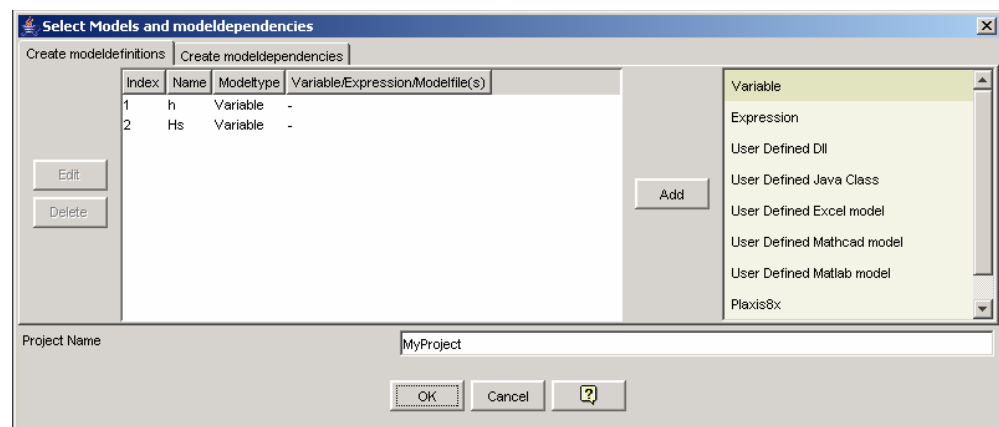 Select Models and modeldependencies
Create modeldefinitions Create modeldependencies
Index Name Modeltype Variable/Expression/Modelfile(s)
1 h Variable -
2 Hs Variable -
Edit
Delete
Add
Variable
Expression
User Defined Dll
User Defined Java Class
User Defined Excel model
User Defined Mathcad model
User Defined Matlab model
Plaxis8x
Project Name MyProject
OK Cancel ?